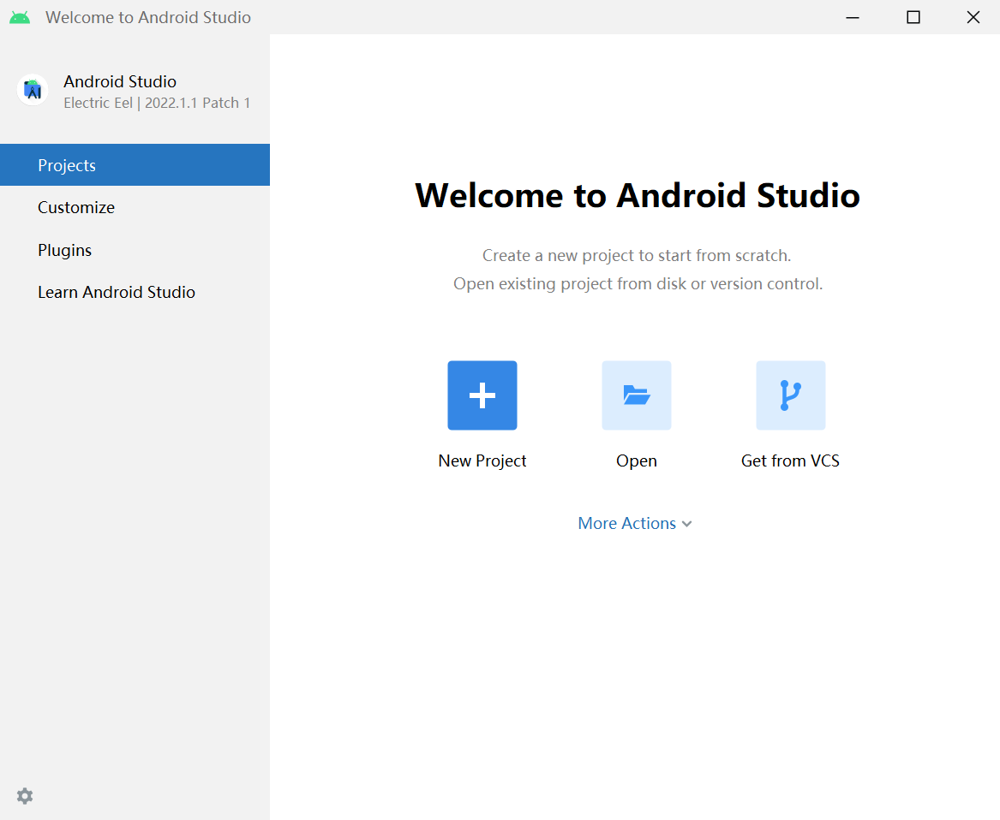 Welcome to Android Studio
Android Studio
Electric Eel | 2022.1.1 Patch 1
Projects
Customize
Plugins
Learn Android Studio
Welcome to Android Studio
Create a new project to start from scratch.
Open existing project from disk or version control.
New Project
Open
Get from VCS
More Actions